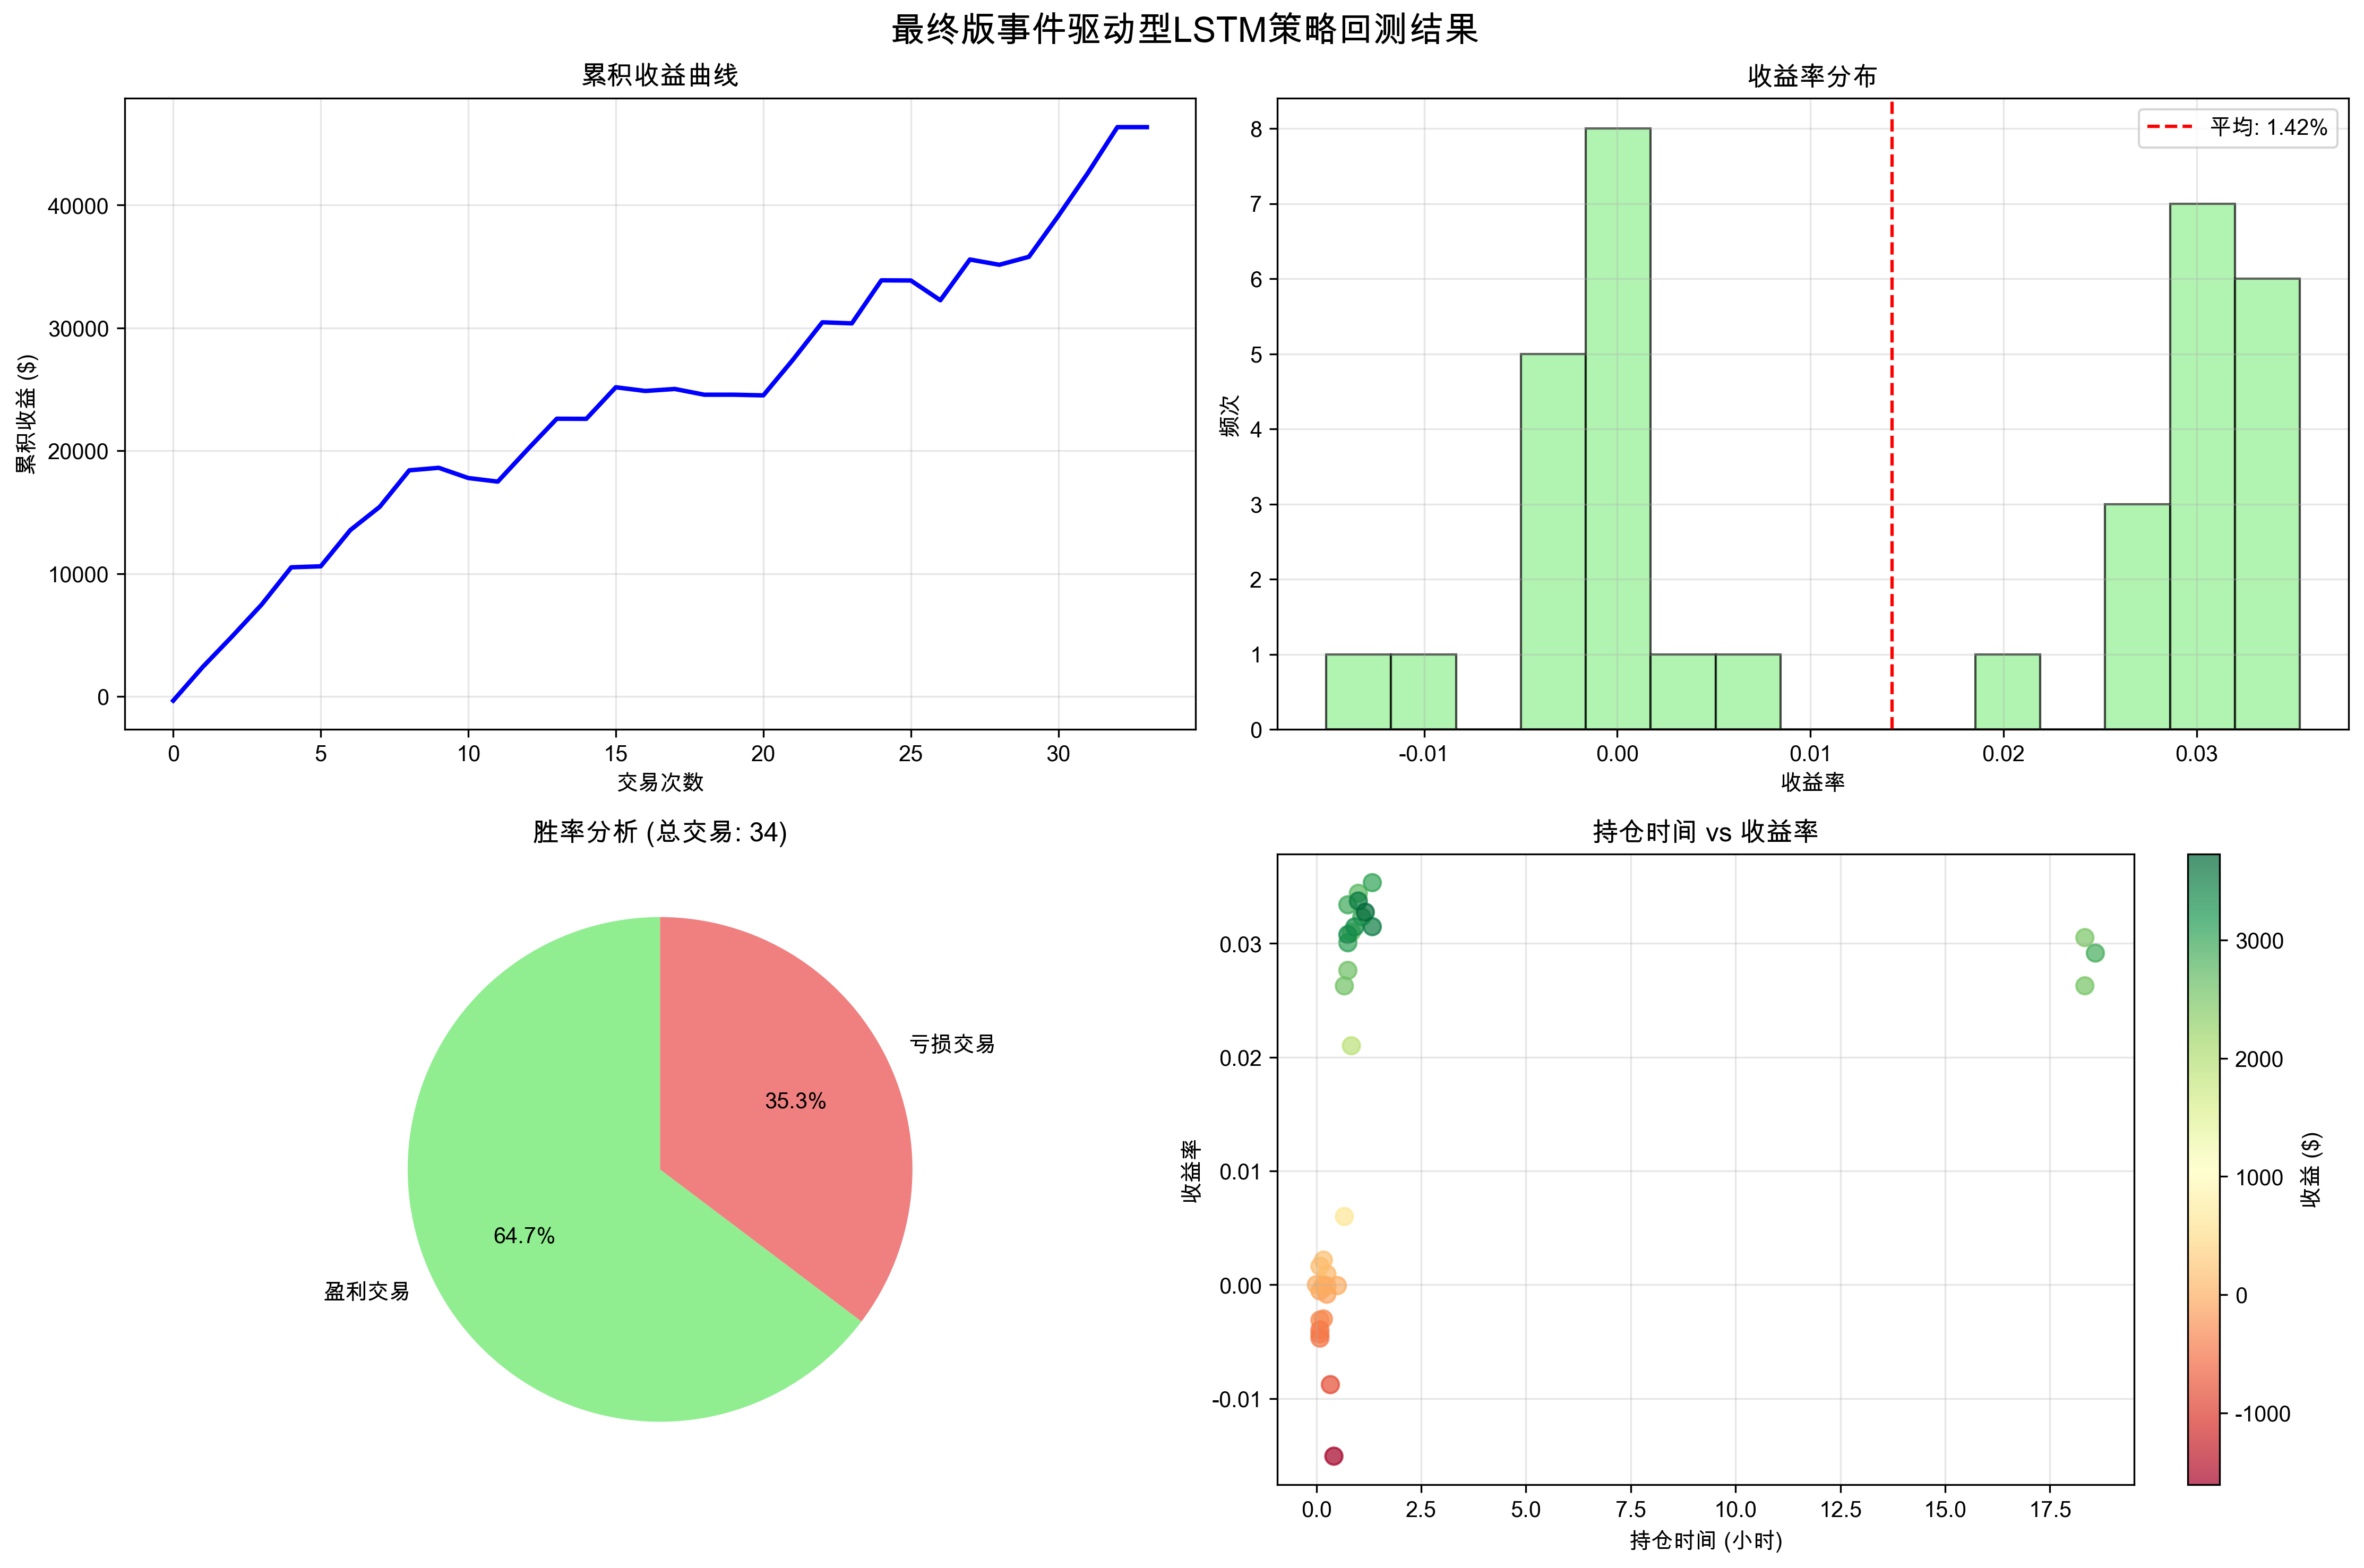 最终版事件驱动型LSTM策略回测结果
累积收益曲线
40000
30000
20000
10000
0
累积收益 ($)
0 5 10 15 20 25 30
交易次数
收益率分布
平均: 1.42%
8
7
6
5
4
3
2
1
0
频次
-0.01 0.00 0.01 0.02 0.03
收益率
胜率分析 (总交易: 34)
亏损交易
35.3%
64.7%
盈利交易
持仓时间 vs 收益率
0.03
0.02
0.01
0.00
-0.01
收益率
0.0 2.5 5.0 7.5 10.0 12.5 15.0 17.5
持仓时间 (小时)
3000
2000
1000
0
-1000
收益 ($)